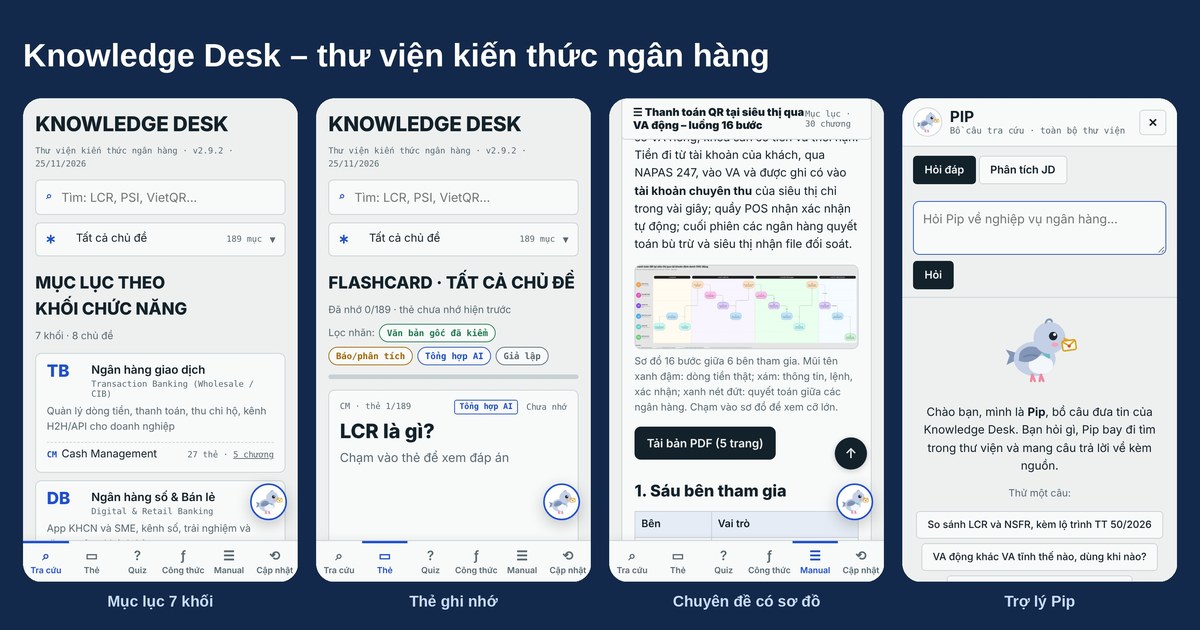 Knowledge Desk – thư viện kiến thức ngân hàng
KNOWLEDGE DESK
Thư viện kiến thức ngân hàng · v2.9.2 ·
25/11/2026
Tìm: LCR, PSI, VietQR...
Tất cả chủ đề 189 mục ▼
MỤC LỤC THEO
KHỐI CHỨC NĂNG
7 khối · 8 chủ đề
TB Ngân hàng giao dịch
Transaction Banking (Wholesale /
CIB)
Quản lý dòng tiền, thanh toán, thu chi hộ, kênh
H2H/API cho doanh nghiệp
CM Cash Management 27 thẻ · 5 chương
DB Ngân hàng số & Bán lẻ
Digital & Retail Banking
App KHCN và SME, kênh số, trải nghiệm và
Tra cứu Thẻ Quiz Công thức Manual Cập nhật
Mục lục 7 khối
KNOWLEDGE DESK
Thư viện kiến thức ngân hàng · v2.9.2 ·
25/11/2026
Tìm: LCR, PSI, VietQR...
Tất cả chủ đề 189 mục ▼
FLASHCARD · TẤT CẢ CHỦ ĐỀ
Đã nhớ 0/189 · thẻ chưa nhớ hiện trước
Lọc nhãn: Văn bản gốc đã kiểm
Báo/phân tích Tổng hợp AI Giả lập
CM · thẻ 1/189 Tổng hợp AI Chưa nhớ
LCR là gì?
Chạm vào thẻ để xem đáp án
Tra cứu Thẻ Quiz Công thức Manual Cập nhật
Thẻ ghi nhớ
☰ Thanh toán QR tại siêu thị qua
VA động – luồng 16 bước
Mục lục ·
30 chương
Tiền đi từ tài khoản của khách, qua
NAPAS 247, vào VA và được ghi có vào
tài khoản chuyên thu của siêu thị chỉ
trong vài giây; quầy POS nhận xác nhận
tự động; cuối phiên các ngân hàng quyết
toán bù trừ và siêu thị nhận file đối soát.
Sơ đồ 16 bước giữa 6 bên tham gia. Mũi tên
xanh đậm: dòng tiền thật; xám: thông tin, lệnh,
xác nhận; xanh nét đứt: quyết toán giữa các
ngân hàng. Chạm vào sơ đồ để xem cỡ lớn.
Tải bản PDF (5 trang)
1. Sáu bên tham gia
Bên Vai trò
Tra cứu Thẻ Quiz Công thức Manual Cập nhật
Chuyên đề có sơ đồ
PIP
Bồ câu tra cứu · toàn bộ thư viện
Hỏi đáp Phân tích JD
Hỏi Pip về nghiệp vụ ngân hàng...
Hỏi
Chào bạn, mình là Pip, bồ câu đưa tin của
Knowledge Desk. Bạn hỏi gì, Pip bay đi tìm
trong thư viện và mang câu trả lời về kèm
nguồn.
Thử một câu:
So sánh LCR và NSFR, kèm lộ trình TT 50/2026
VA động khác VA tĩnh thế nào, dùng khi nào?
Trợ lý Pip